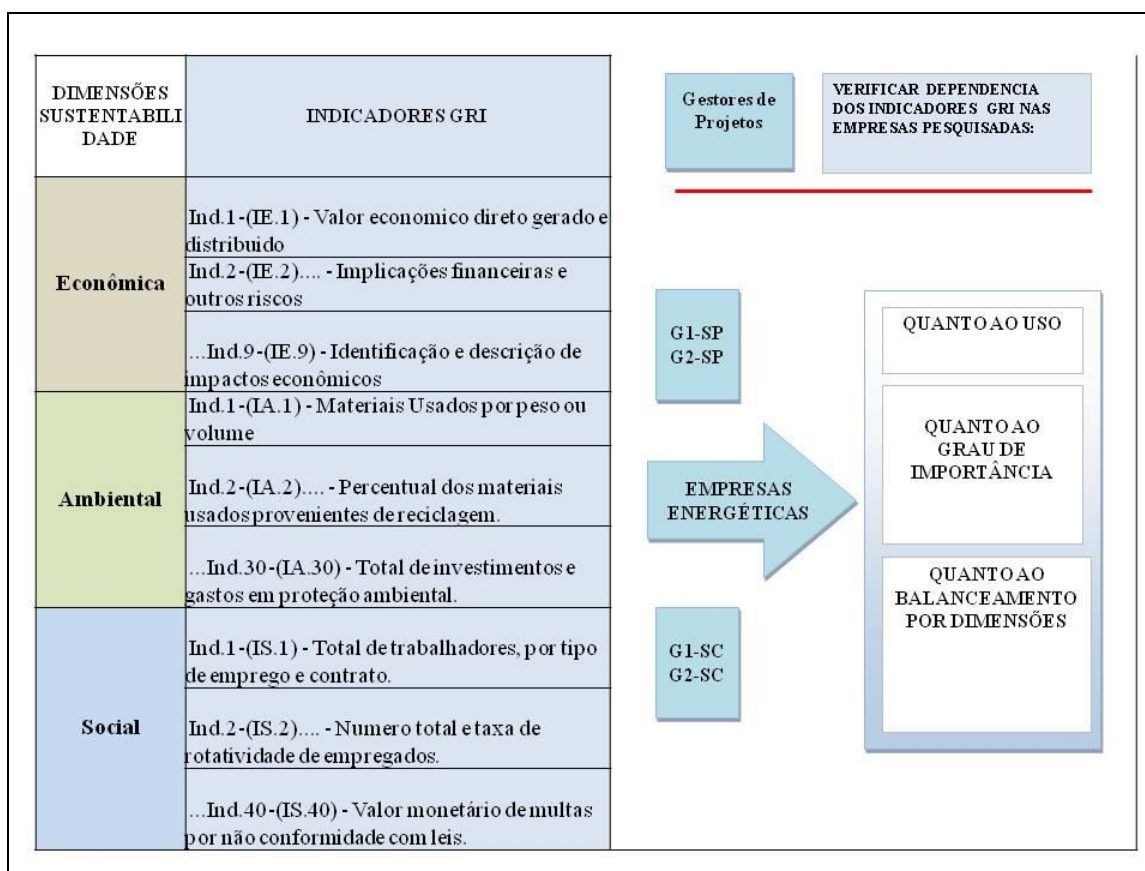 DIMENSÕES
SUSTENTABILI
DADE
INDICADORES GRI
Econômica
Ind.1-(IE.1) - Valor economico direto gerado e
distribuido
Ind.2-(IE.2).... - Implicações financeiras e
outros riscos
...Ind.9-(IE.9) - Identificação e descrição de
impactos econômicos
Ambiental
Ind.1-(IA.1) - Materiais Usados por peso ou
volume
Ind.2-(IA.2).... - Percentual dos materiais
usados provenientes de reciclagem.
...Ind.30-(IA.30) - Total de investimentos e
gastos em proteção ambiental.
Social
Ind.1-(IS.1) - Total de trabalhadores, por tipo
de emprego e contrato.
Ind.2-(IS.2).... - Numero total e taxa de
rotatividade de empregados.
...Ind.40-(IS.40) - Valor monetário de multas
por não conformidade com leis.
Gestores de
Projetos
VERIFICAR DEPENDENCIA
DOS INDICADORES GRI NAS
EMPRESAS PESQUISADAS:
G1-SP
G2-SP
EMPRESAS
ENERGÉTICAS
G1-SC
G2-SC
QUANTO AO USO
QUANTO AO
GRAU DE
IMPORTÂNCIA
QUANTO AO
BALANCEAMENTO
POR DIMENSÕES